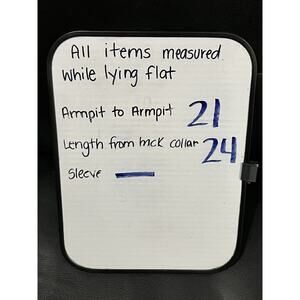 All items measured
while lying flat
Armpit to Armpit 21
Length from back collar 24
Sleeve —